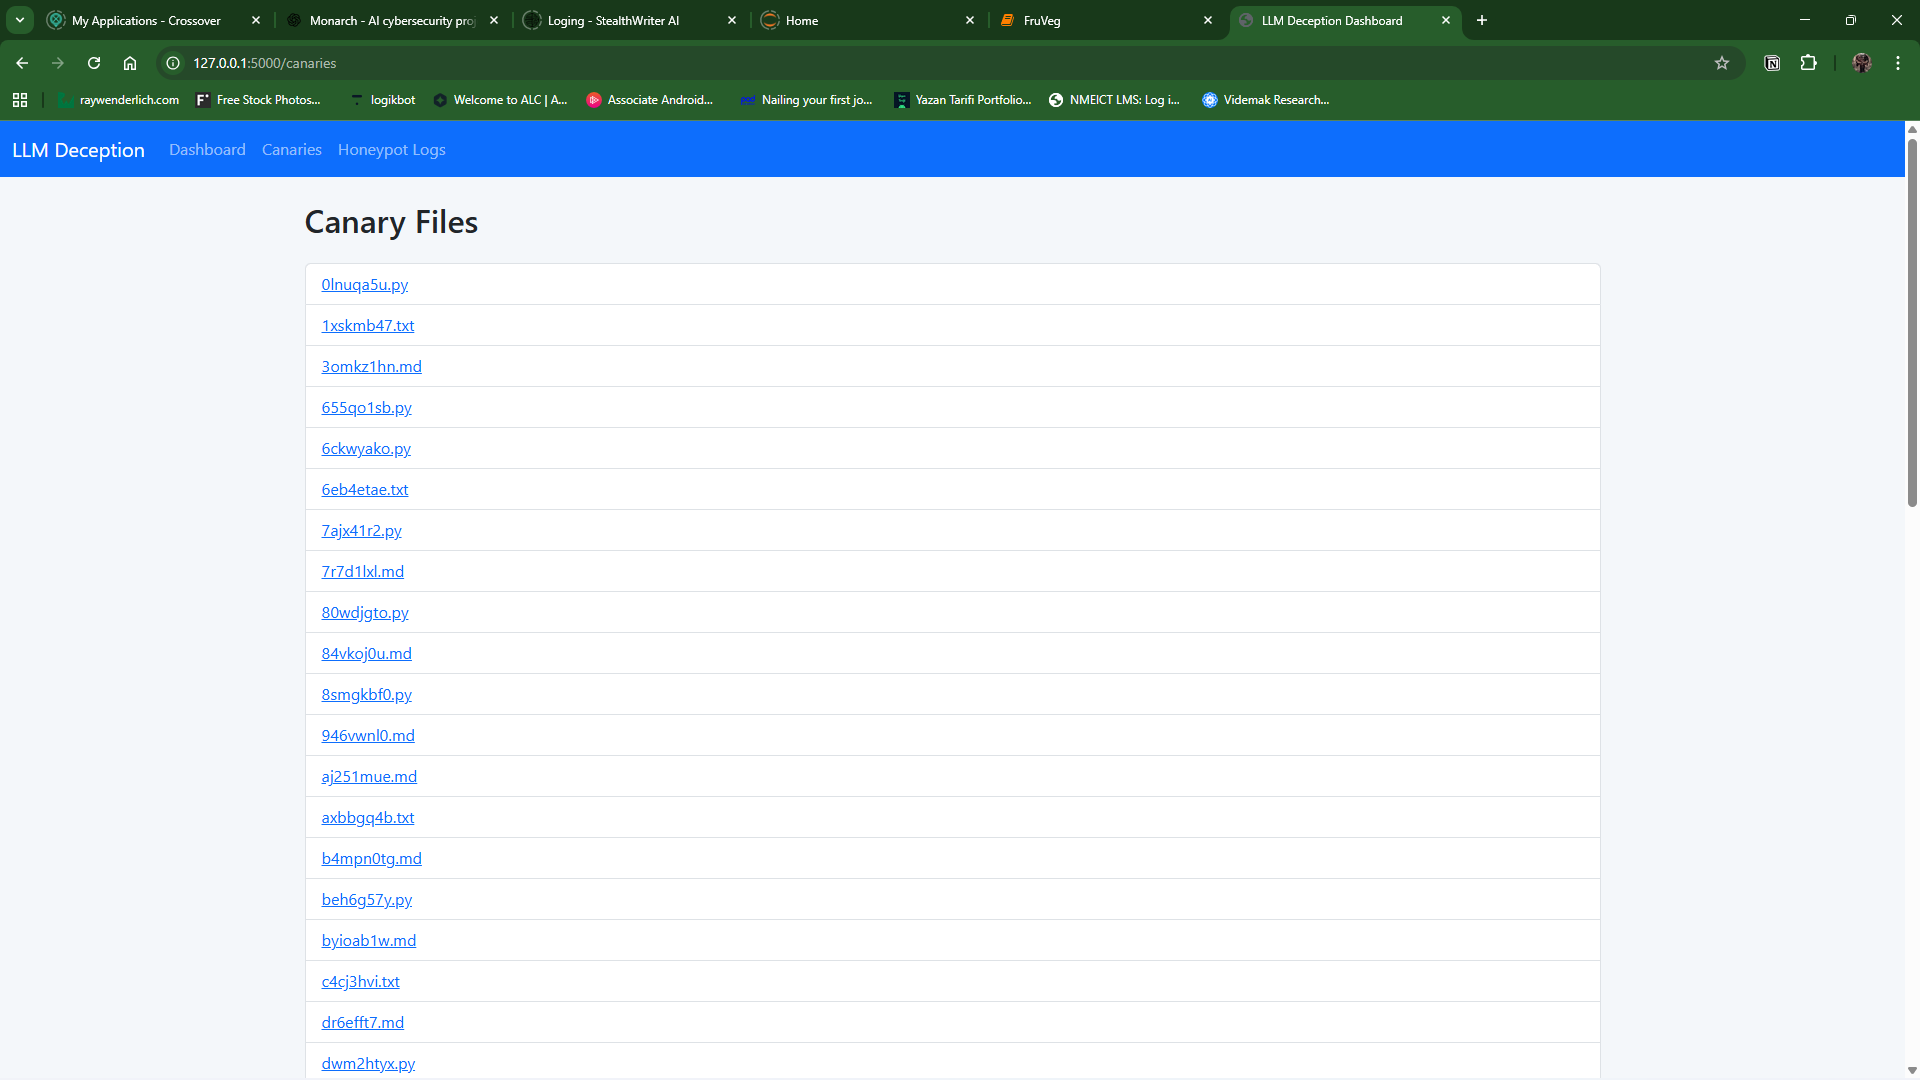 My Applications - Crossover
Monarch - AI cybersecurity proj
Loging - StealthWriter AI
Home
FruVeg
LLM Deception Dashboard
127.0.0.1:5000/canaries
raywenderlich.com
Free Stock Photos...
logikbot
Welcome to ALC | A...
Associate Android...
Nailing your first jo...
Yazan Tarifi Portfolio...
NMEICT LMS: Log i...
Videmak Research...
LLM Deception
Dashboard
Canaries
Honeypot Logs
Canary Files
0lnuqa5u.py
1xskmb47.txt
3omkz1hn.md
655qo1sb.py
6ckwyako.py
6eb4etae.txt
7ajx41r2.py
7r7d1lxl.md
80wdjgto.py
84vkoj0u.md
8smgkbf0.py
946vwnl0.md
aj251mue.md
axbbgq4b.txt
b4mpn0tg.md
beh6g57y.py
byioab1w.md
c4cj3hvi.txt
dr6efft7.md
dwm2htyx.py